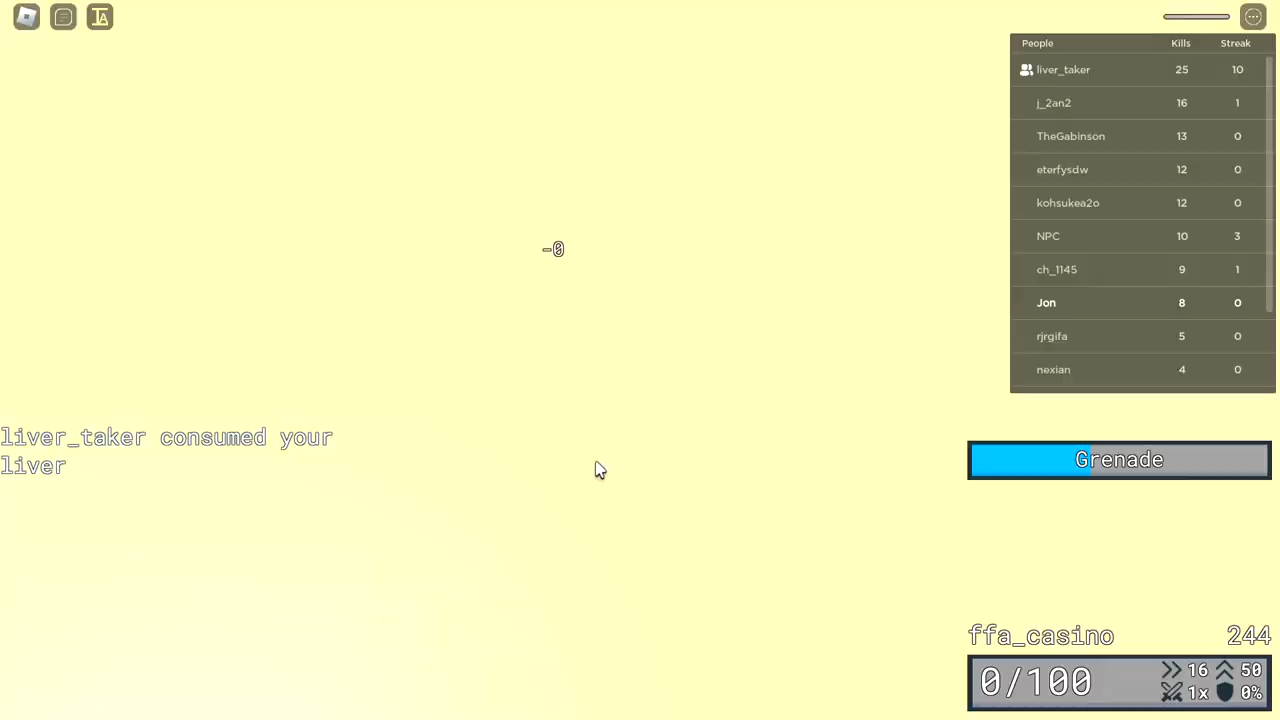 People Kills Streak
liver_taker 25 10
j_2an2 16 1
TheGabinson 13 0
eterfysdw 12 0
kohsukea2o 12 0
NPC 10 3
ch_1145 9 1
Jon 8 0
rjrgifa 5 0
nexian 4 0
-0
liver_taker consumed your
liver
Grenade
ffa_casino 244
0/100 16 50
1x 0%